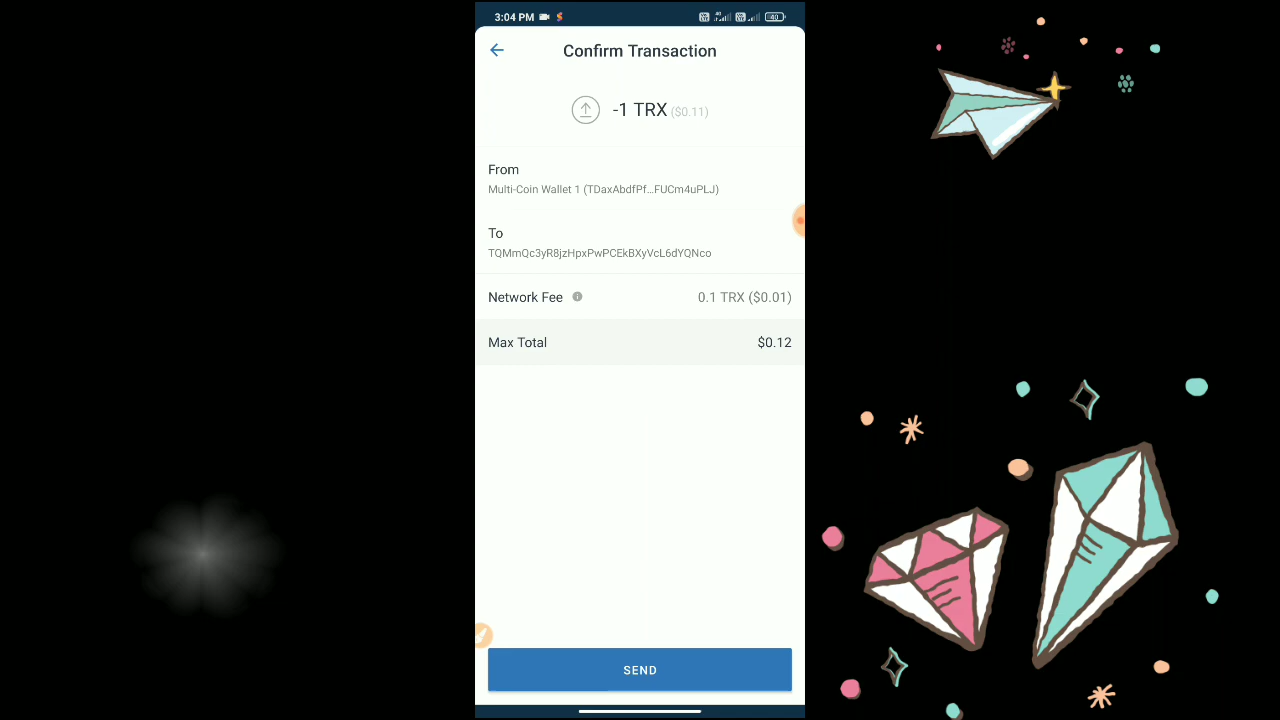 3:04 PM
40
Confirm Transaction
-1 TRX ($0.11)
From
Multi-Coin Wallet 1 (TDaxAbdfPf...FUCm4uPLJ)
To
TQMmQc3yR8jzHpxPwPCEkBXyVcL6dYQNco
Network Fee 0.1 TRX ($0.01)
Max Total $0.12
SEND